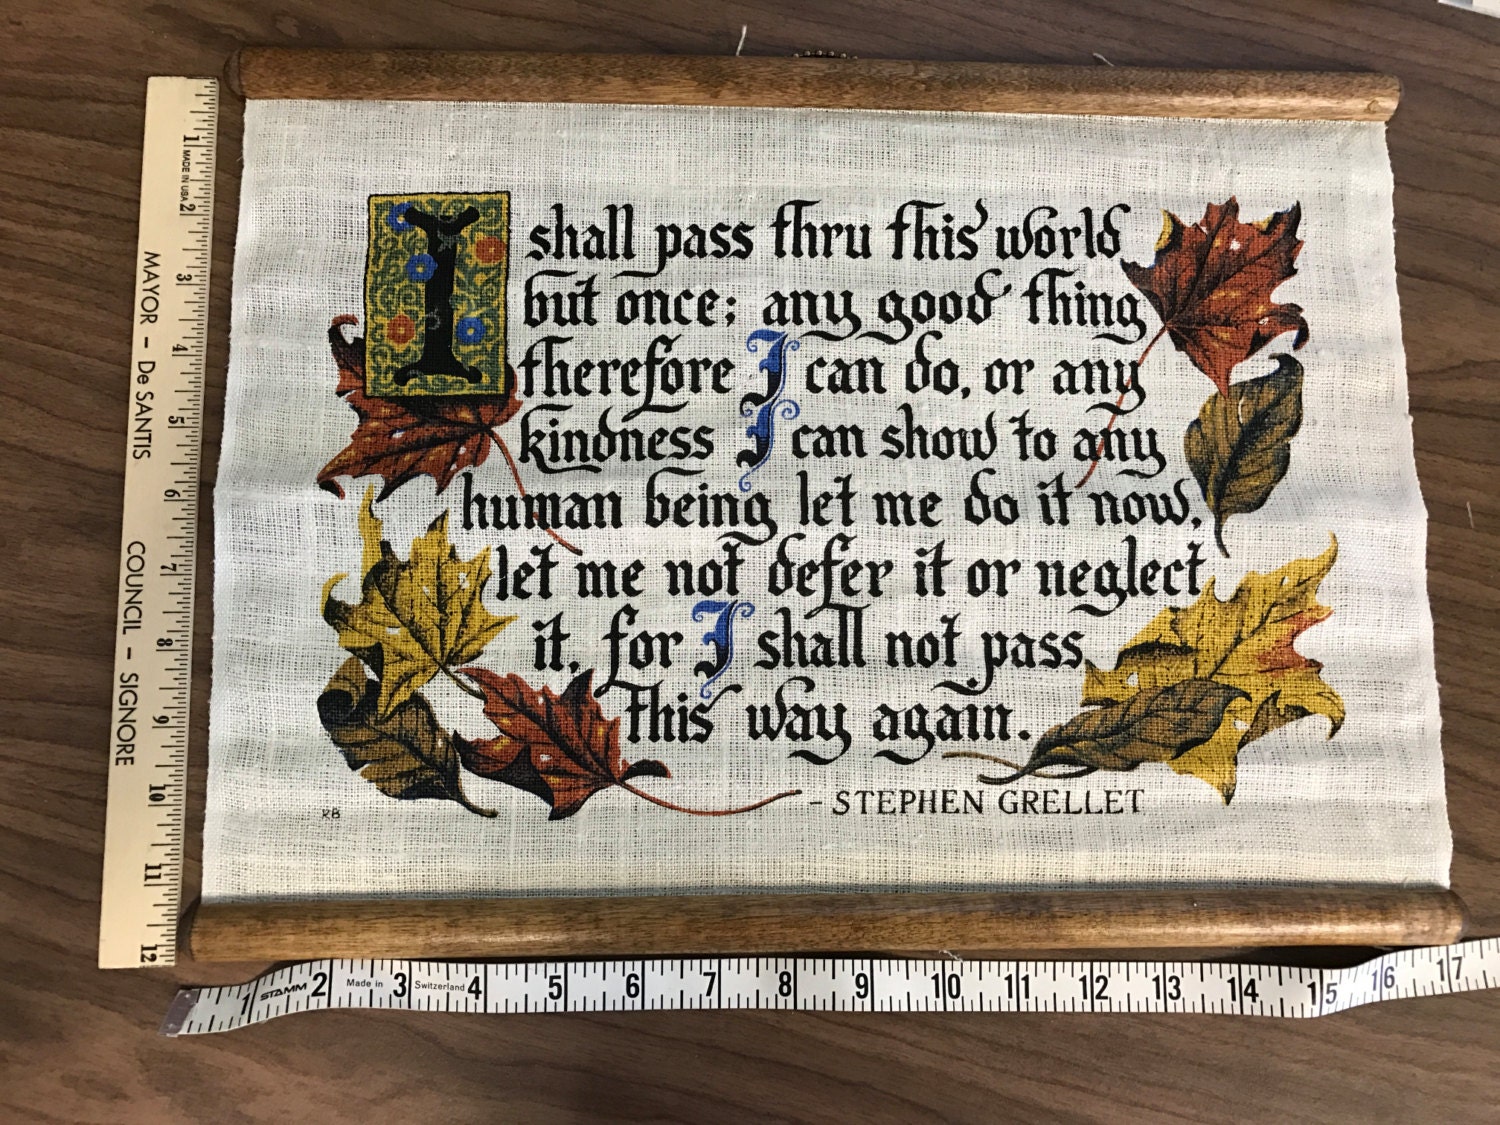 I shall pass thru this world
but once; any good thing
therefore I can do, or any
kindness I can show to any
human being let me do it now,
let me not defer it or neglect
it, for I shall not pass
this way again.
- STEPHEN GRELLET
RB
1 2 3 4 5 6 7 8 9 10 11 12
MADE IN USA
MAYOR - De SANTIS
COUNCIL - SIGNORE
1 STAMM 2 Made in 3 Switzerland 4 5 6 7 8 9 10 11 12 13 14 15 16 17